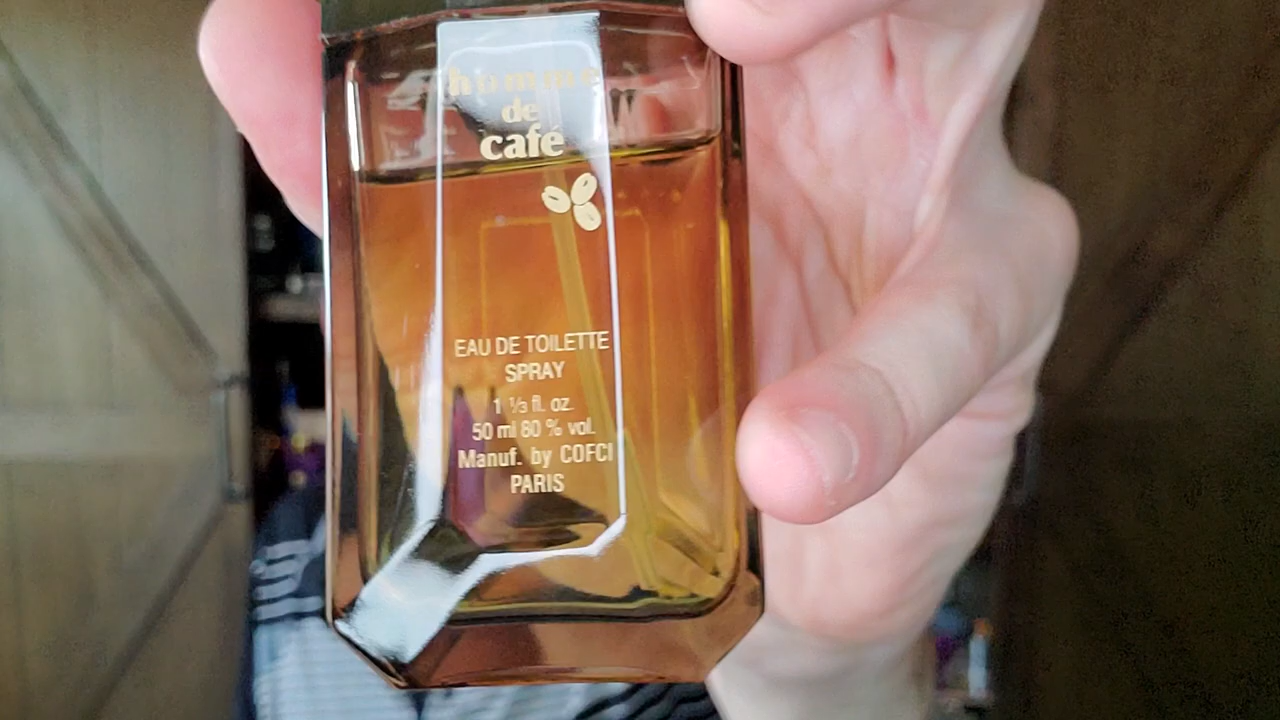 homme
de
café
EAU DE TOILETTE
SPRAY
1 ⅓ fl. oz.
50 ml 80 % vol.
Manuf. by COFCI
PARIS